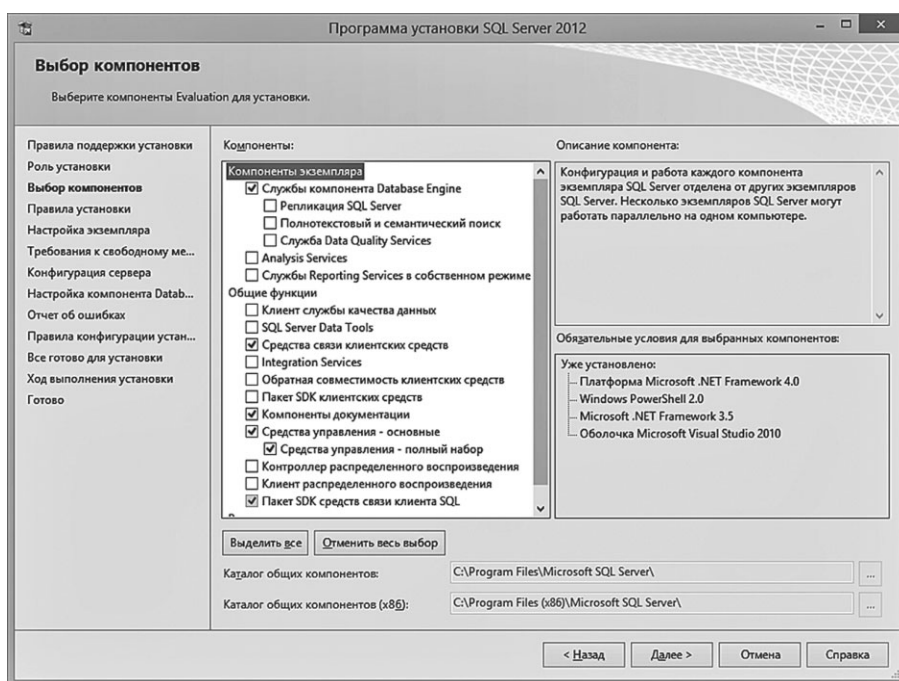 Программа установки SQL Server 2012
Выбор компонентов
Выберите компоненты Evaluation для установки.
Правила поддержки установки
Роль установки
Выбор компонентов
Правила установки
Настройка экземпляра
Требования к свободному ме...
Конфигурация сервера
Настройка компонента Datab...
Отчет об ошибках
Правила конфигурации устан...
Все готово для установки
Ход выполнения установки
Готово
Компоненты:
Компоненты экземпляра
Службы компонента Database Engine
Репликация SQL Server
Полнотекстовый и семантический поиск
Служба Data Quality Services
Analysis Services
Службы Reporting Services в собственном режиме
Общие функции
Клиент службы качества данных
SQL Server Data Tools
Средства связи клиентских средств
Integration Services
Обратная совместимость клиентских средств
Пакет SDK клиентских средств
Компоненты документации
Средства управления - основные
Средства управления - полный набор
Контроллер распределенного воспроизведения
Клиент распределенного воспроизведения
Пакет SDK средств связи клиента SQL
Описание компонента:
Конфигурация и работа каждого компонента
экземпляра SQL Server отделена от других экземпляров
SQL Server. Несколько экземпляров SQL Server могут
работать параллельно на одном компьютере.
Обязательные условия для выбранных компонентов:
Уже установлено:
Платформа Microsoft .NET Framework 4.0
Windows PowerShell 2.0
Microsoft .NET Framework 3.5
Оболочка Microsoft Visual Studio 2010
Выделить все
Отменить весь выбор
Каталог общих компонентов:
C:\Program Files\Microsoft SQL Server\
...
Каталог общих компонентов (x86):
C:\Program Files (x86)\Microsoft SQL Server\
...
< Назад
Далее >
Отмена
Справка